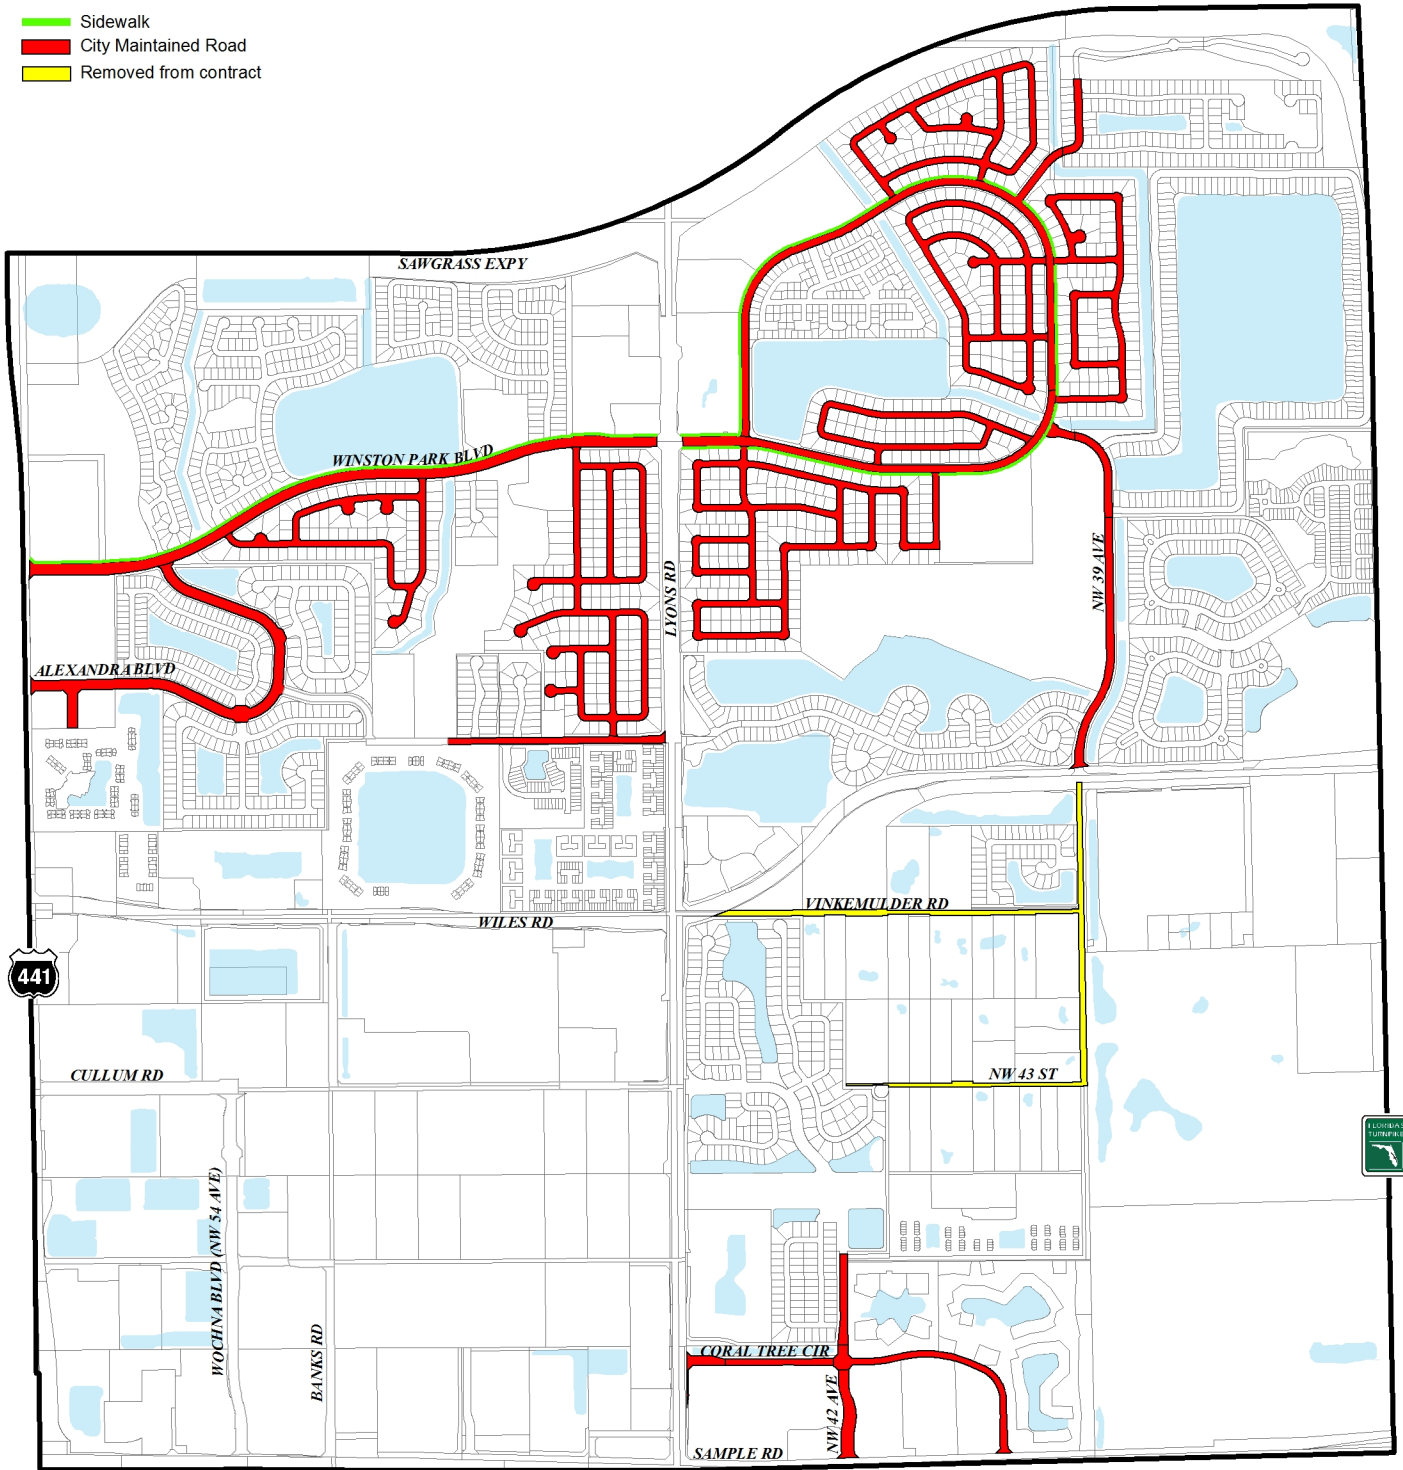 Sidewalk
City Maintained Road
Removed from contract
SAWGRASS EXPY
WINSTON PARK BLVD
NW 39 AVE
LYONS RD
ALEXANDRA BLVD
VINKEMULDER RD
WILES RD
441
NW 43 ST
CULLUM RD
FLORIDA'S
TURNPIKE
WOCHNA BLVD (NW 54 AVE)
BANKS RD
CORAL TREE CIR
NW 42 AVE
SAMPLE RD